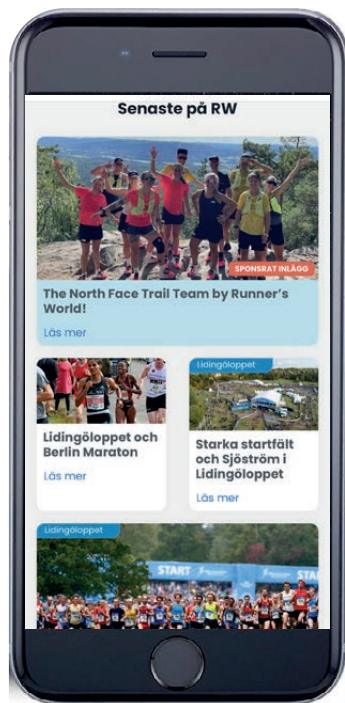 Senaste på RW
SPONSRAT INLÄGG
The North Face Trail Team by Runner's
World!
Läs mer
Lidingöloppet och
Berlin Maraton
Läs mer
Lidingöloppet
Starka startfält
och Sjöström i
Lidingöloppet
Läs mer
Lidingöloppet
START